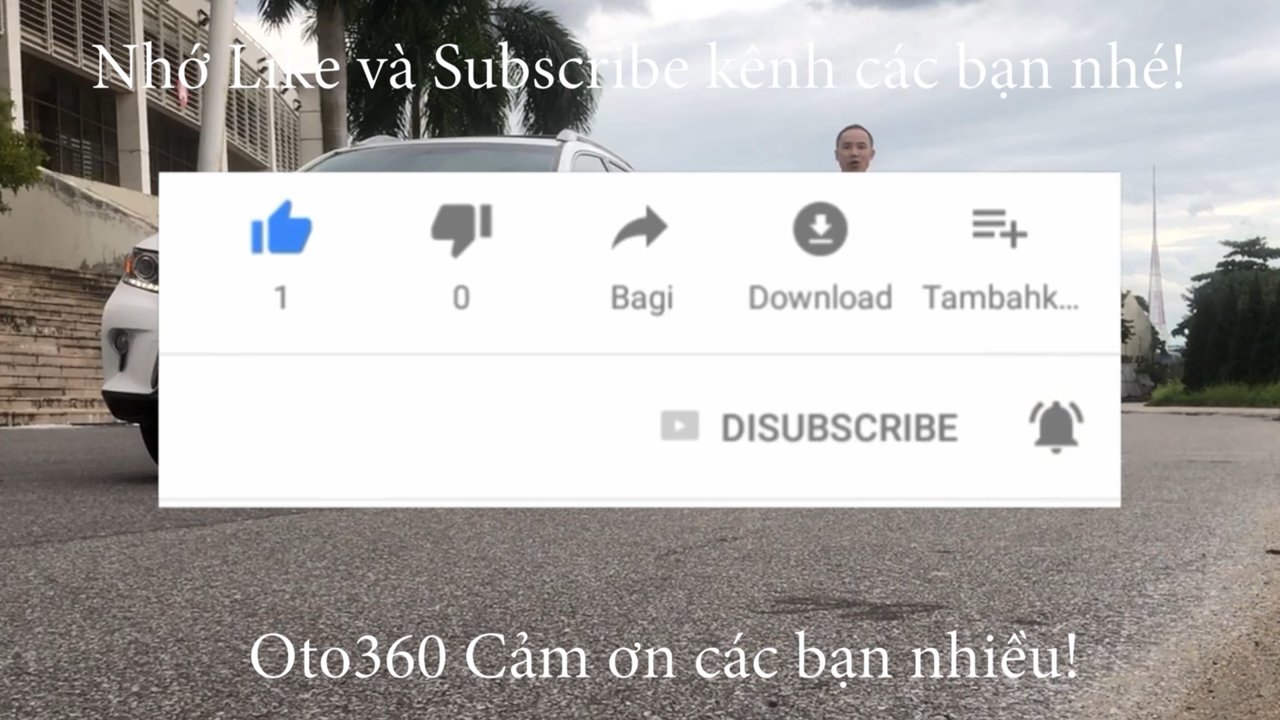 Nhớ Like và Subscribe kênh các bạn nhé!
1 0 Bagi Download Tambahk...
DISUBSCRIBE
Oto360 Cảm ơn các bạn nhiều!